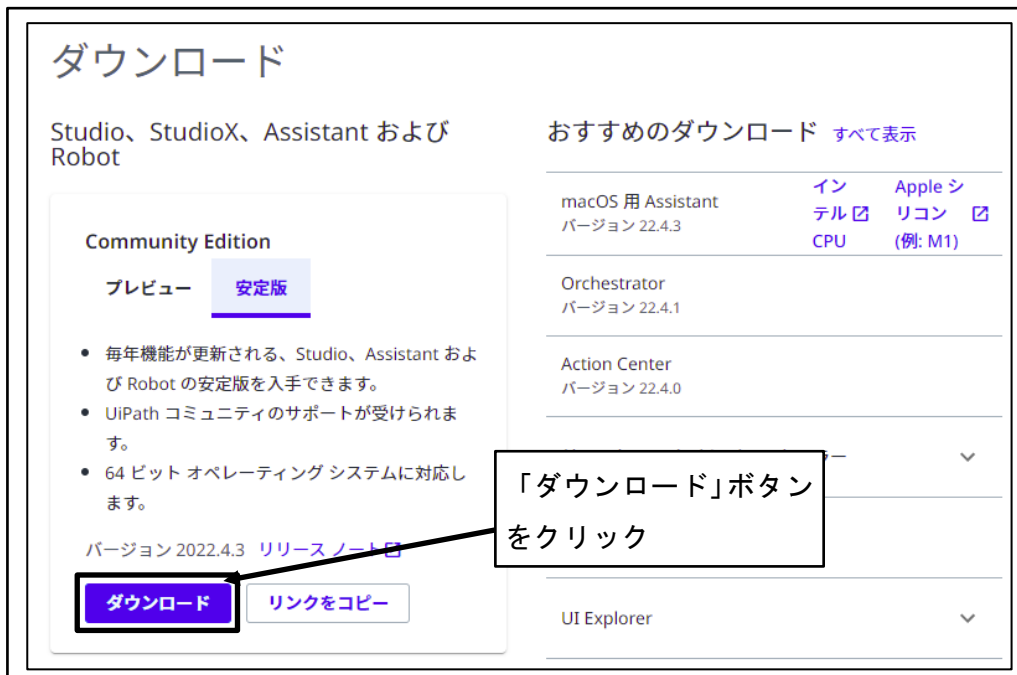 ダウンロード
Studio、StudioX、Assistant および
Robot
Community Edition
プレビュー 安定版
毎年機能が更新される、Studio、Assistant およ
び Robot の安定版を入手できます。
UiPath コミュニティのサポートが受けられま
す。
64 ビット オペレーティング システムに対応し
ます。
バージョン 2022.4.3 リリース ノート
ダウンロード リンクをコピー
おすすめのダウンロード すべて表示
macOS 用 Assistant
バージョン 22.4.3
イン
テル
CPU
Apple シ
リコン
(例: M1)
Orchestrator
バージョン 22.4.1
Action Center
バージョン 22.4.0
「ダウンロード」ボタン
をクリック
UI Explorer